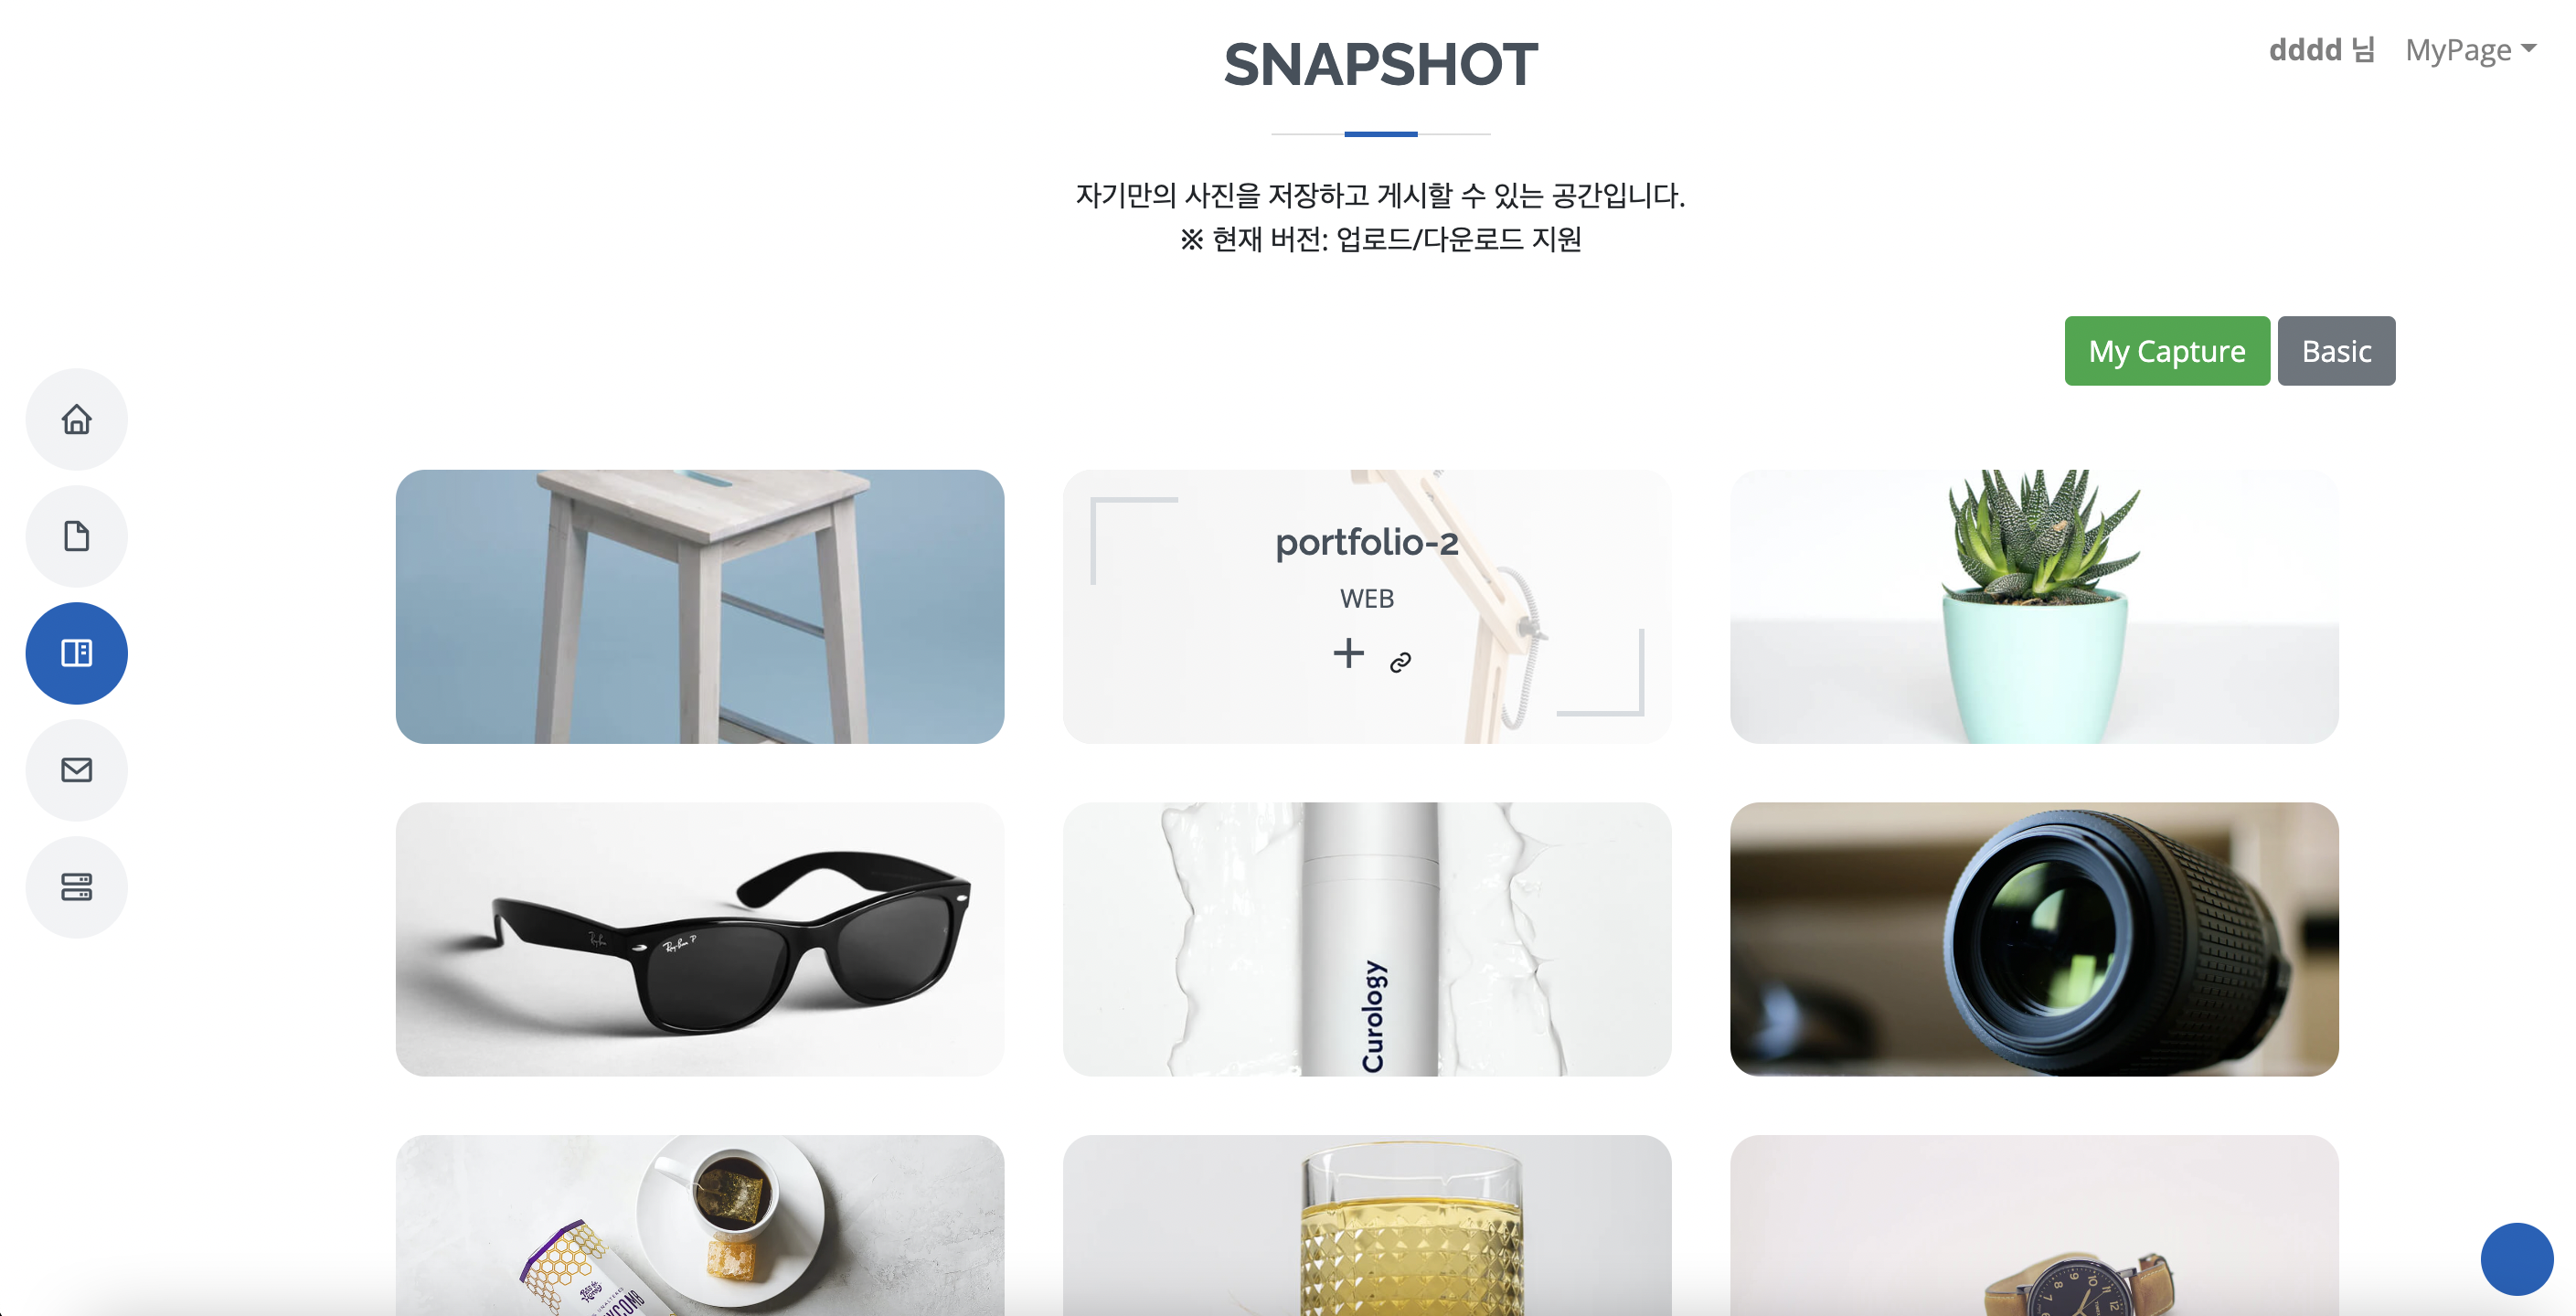 SNAPSHOT
dddd 님 MyPage
자기만의 사진을 저장하고 게시할 수 있는 공간입니다.
※ 현재 버전: 업로드/다운로드 지원
My Capture Basic
portfolio-2
WEB
Ray-Ban P
Curology